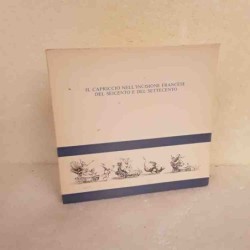 IL CAPRICCIO NELL'INCISIONE FRANCESE
DEL SEICENTO E DEL SETTECENTO